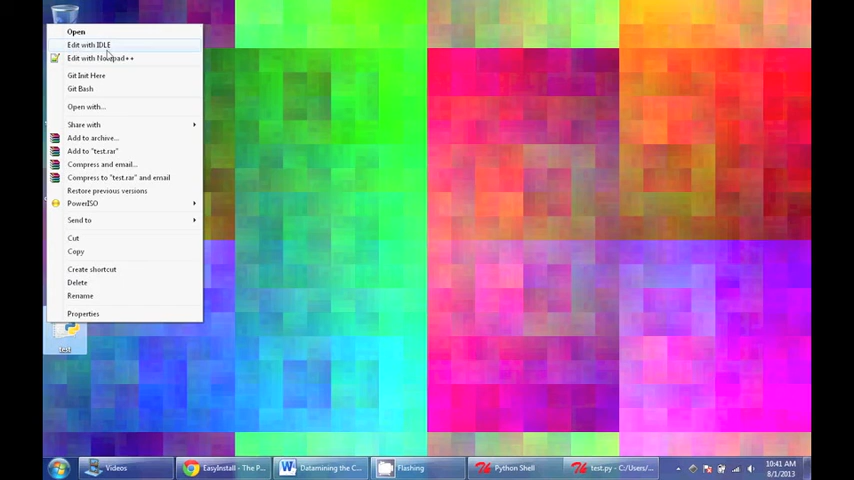 Open
Edit with IDLE
Edit with Notepad++
Git Init Here
Git Bash
Open with...
Share with
Add to archive...
Add to "test.rar"
Compress and email...
Compress to "test.rar" and email
Restore previous versions
PowerISO
Send to
Cut
Copy
Create shortcut
Delete
Rename
Properties
test
Videos
EasyInstall - The P...
Datamining the C...
Flashing
Python Shell
test.py - C:/Users/...
10:41 AM
8/1/2013